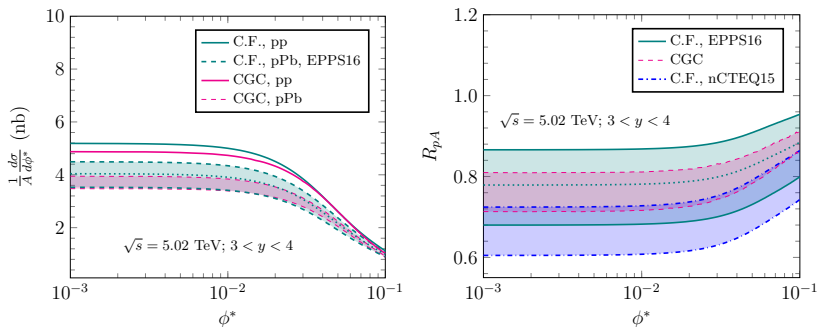 10
8
6
4
2
10⁻³
10⁻²
10⁻¹
ϕ*
1/A dσ/dϕ* (nb)
C.F., pp
C.F., pPb, EPPS16
CGC, pp
CGC, pPb
√s = 5.02 TeV; 3 < y < 4
1.2
1.0
0.8
0.6
10⁻³
10⁻²
10⁻¹
ϕ*
R_{pA}
C.F., EPPS16
CGC
C.F., nCTEQ15
√s = 5.02 TeV; 3 < y < 4